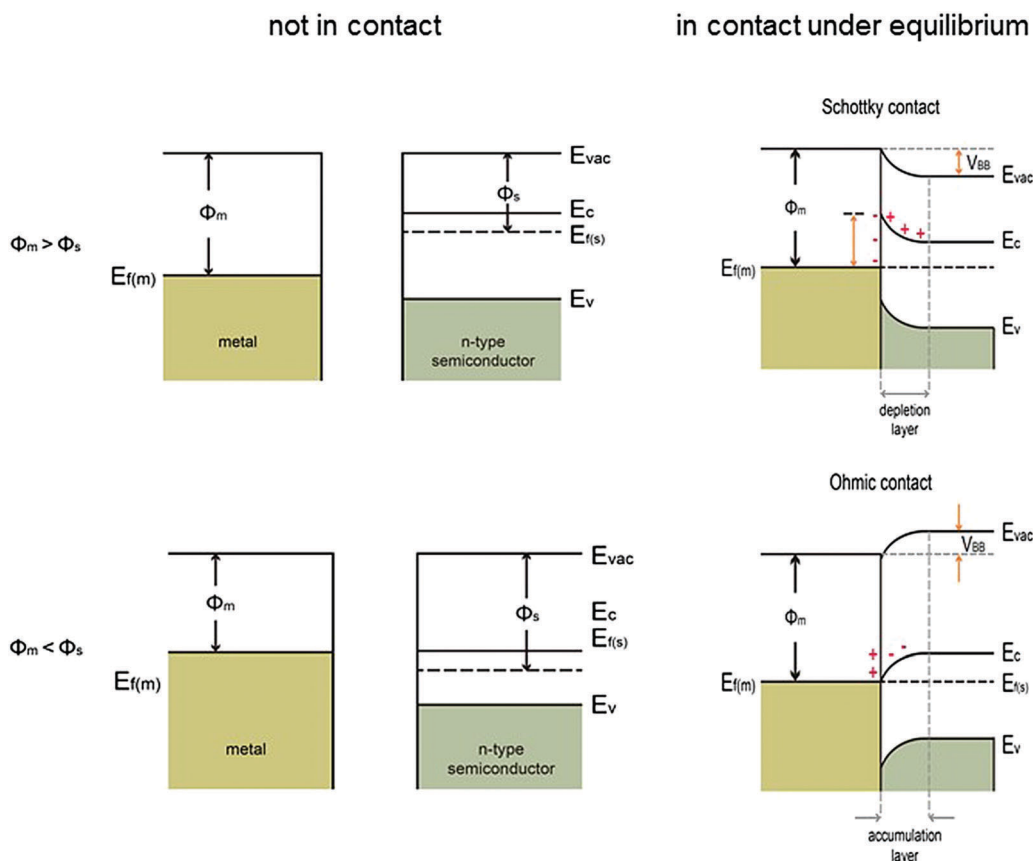 not in contact
in contact under equilibrium
Φm > Φs
Φm
Ef(m)
metal
Evac
Φs
Ec
Ef(s)
Ev
n-type
semiconductor
Schottky contact
VBB
Evac
Φm
- + + +
-
-
Ec
Ef(m)
Ev
depletion
layer
Φm < Φs
Φm
Ef(m)
metal
Evac
Φs
Ec
Ef(s)
Ev
n-type
semiconductor
Ohmic contact
Evac
VBB
Φm
+ - -
+
Ec
Ef(m)
Ef(s)
Ev
accumulation
layer